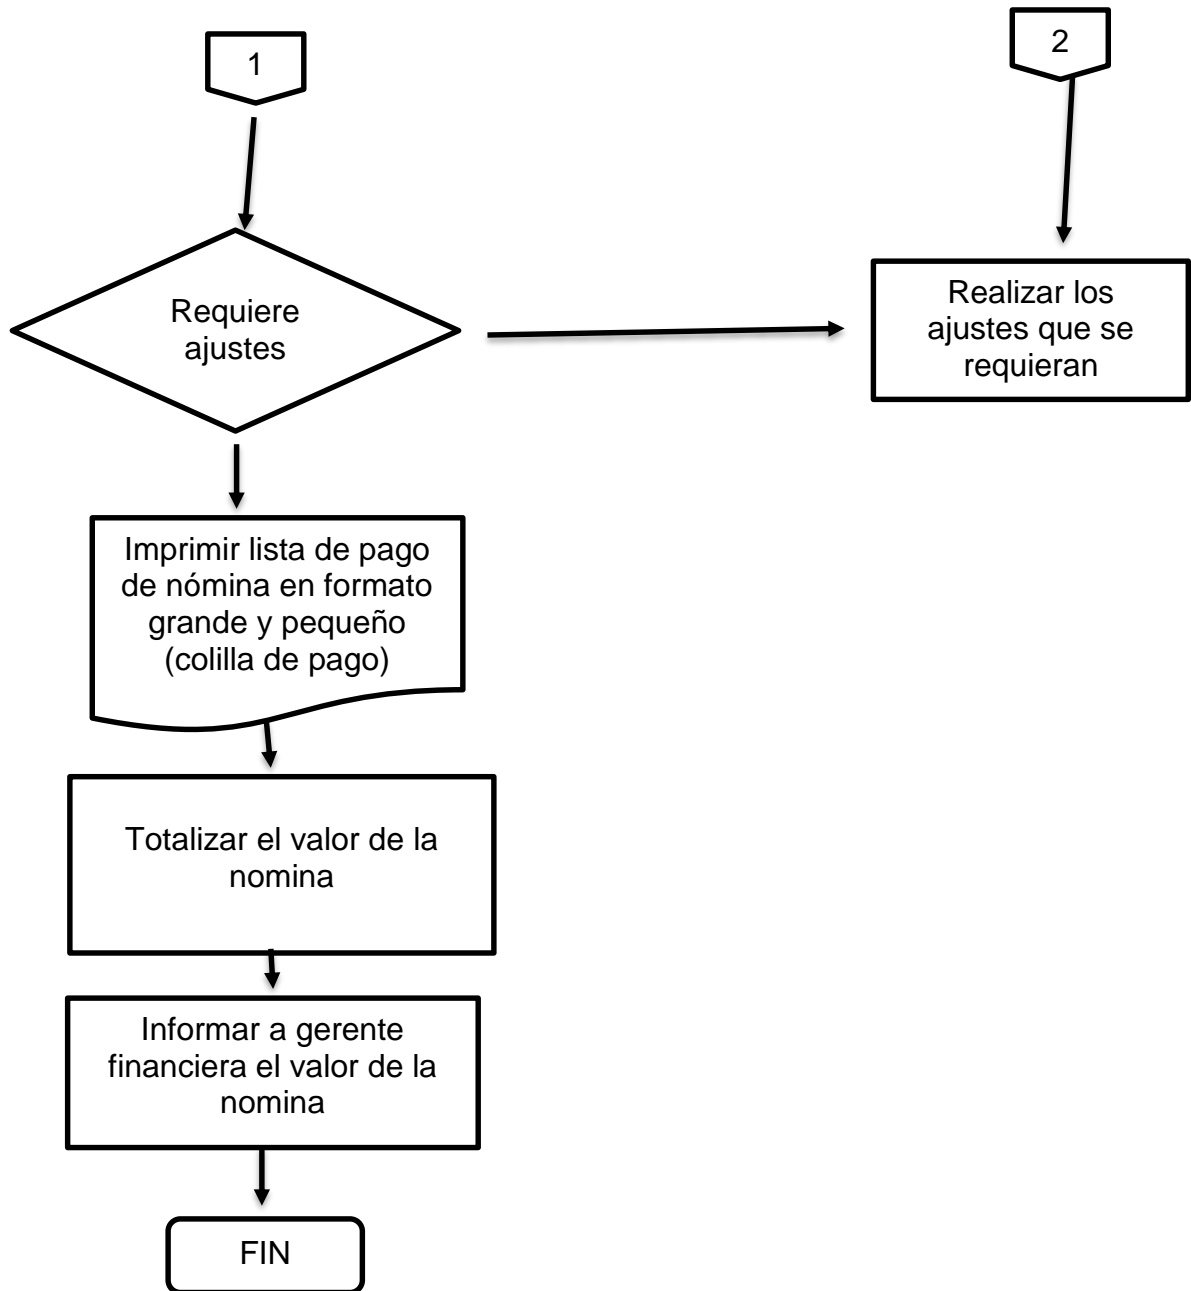 1
2
Requiere
ajustes
Realizar los
ajustes que se
requieran
Imprimir lista de pago
de nómina en formato
grande y pequeño
(colilla de pago)
Totalizar el valor de la
nomina
Informar a gerente
financiera el valor de la
nomina
FIN